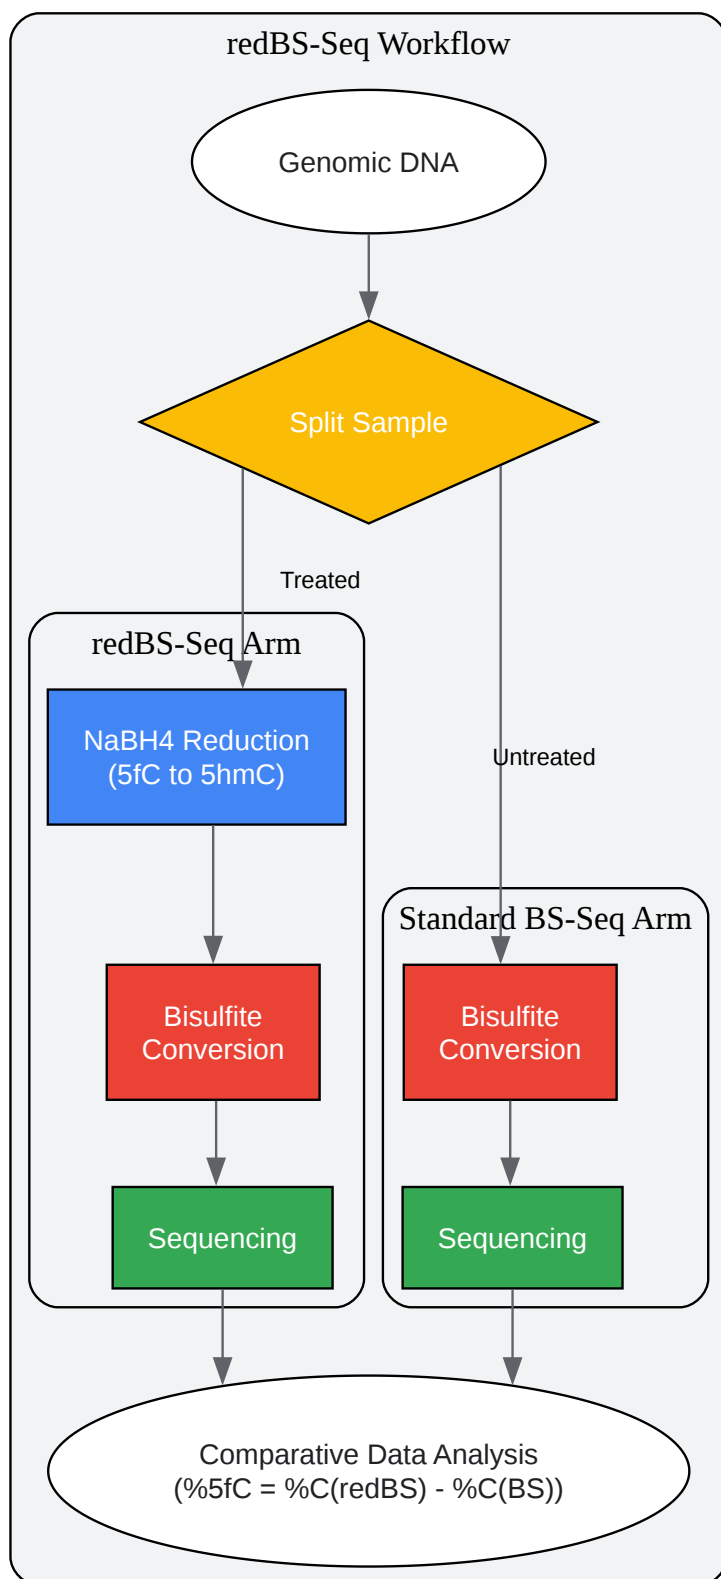 redBS-Seq Workflow
Genomic DNA
Split Sample
Treated
redBS-Seq Arm
NaBH4 Reduction
(5fC to 5hmC)
Untreated
Standard BS-Seq Arm
Bisulfite
Conversion
Bisulfite
Conversion
Sequencing
Sequencing
Comparative Data Analysis
(%5fC = %C(redBS) - %C(BS))